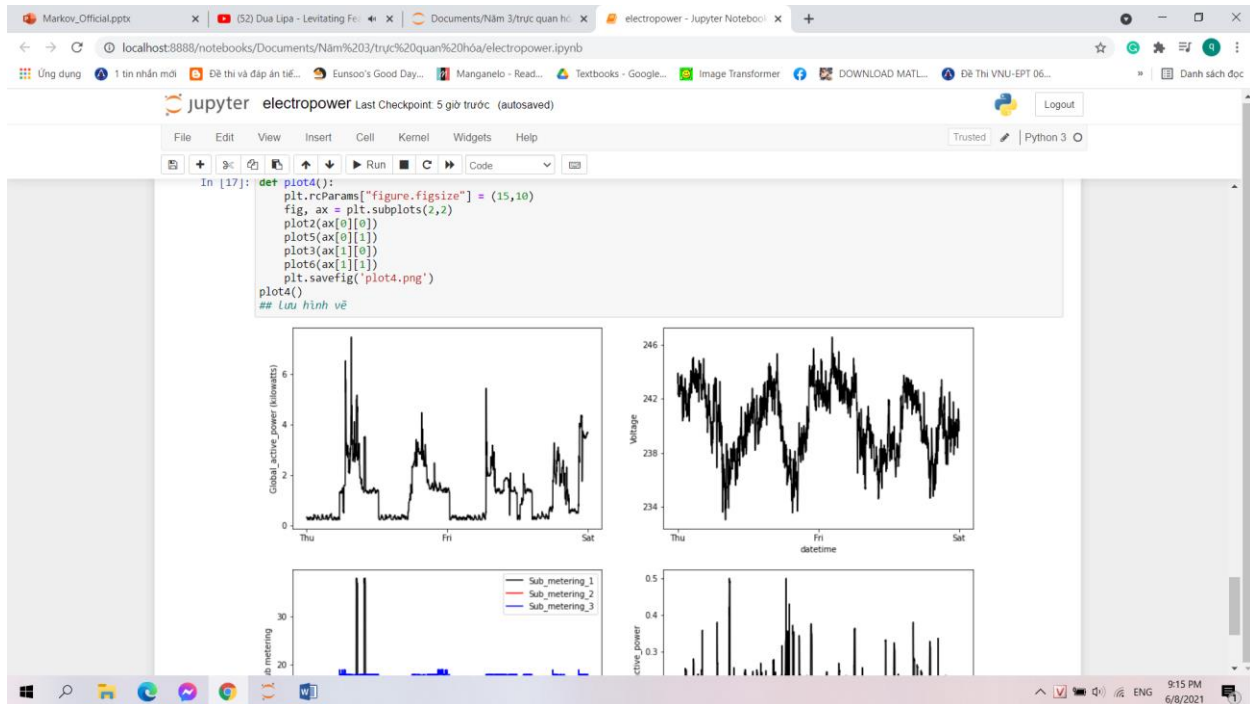 Markov_Official.pptx
(52) Dua Lipa - Levitating Fe
Documents/Năm 3/trực quan hó
electropower - Jupyter Notebook
localhost:8888/notebooks/Documents/Năm%203/trực%20quan%20hóa/electropower.ipynb
Ứng dụng 1 tin nhắn mới Đề thi và đáp án tiế... Eunsoo's Good Day... Manganelo - Read... Textbooks - Google... Image Transformer DOWNLOAD MATL... Đề Thi VNU-EPT 06... » Danh sách đọc
jupyter electropower Last Checkpoint: 5 giờ trước (autosaved) Logout
File Edit View Insert Cell Kernel Widgets Help Trusted Python 3
Run Code
In [17]: def plot4():
plt.rcParams["figure.figsize"] = (15,10)
fig, ax = plt.subplots(2,2)
plot2(ax[0][0])
plot5(ax[0][1])
plot3(ax[1][0])
plot6(ax[1][1])
plt.savefig('plot4.png')
plot4()
## lưu hình vẽ
Global_active_power (kilowatts)
6
4
2
0
Thu Fri Sat
Voltage
246
242
238
234
Thu Fri Sat
datetime
Sub_metering_1
Sub_metering_2
Sub_metering_3
30
20
b metering
0.5
0.4
0.3
ctive_power
ENG
9:15 PM
6/8/2021